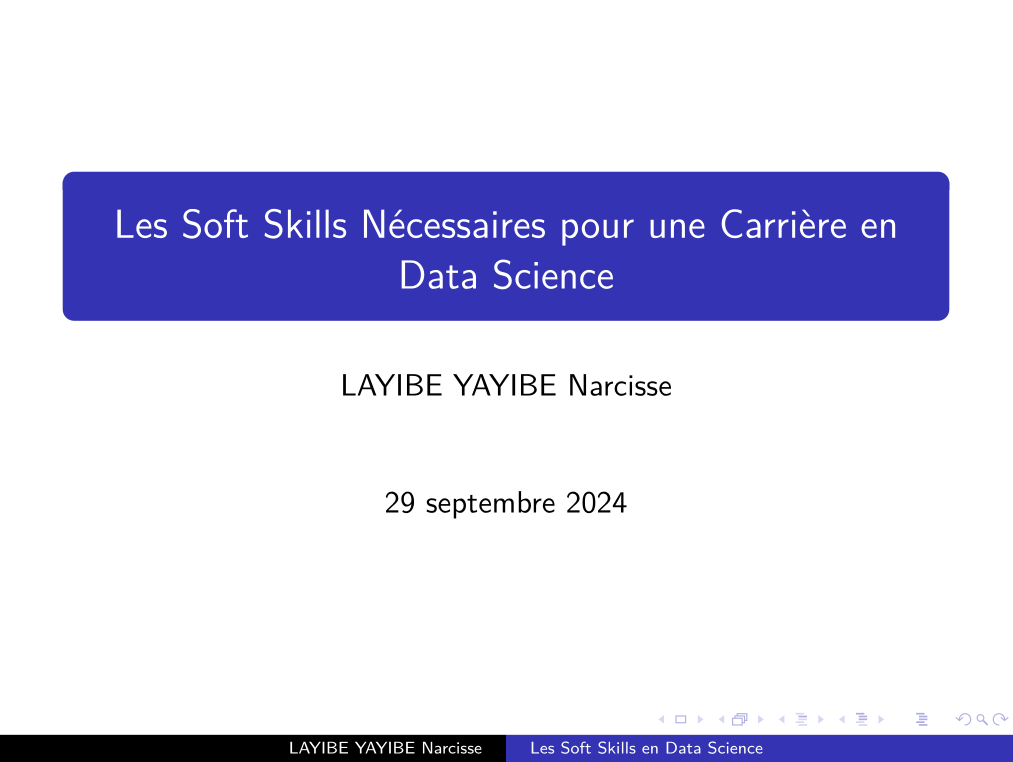 Les Soft Skills Nécessaires pour une Carrière en
Data Science
LAYIBE YAYIBE Narcisse
29 septembre 2024
LAYIBE YAYIBE Narcisse
Les Soft Skills en Data Science